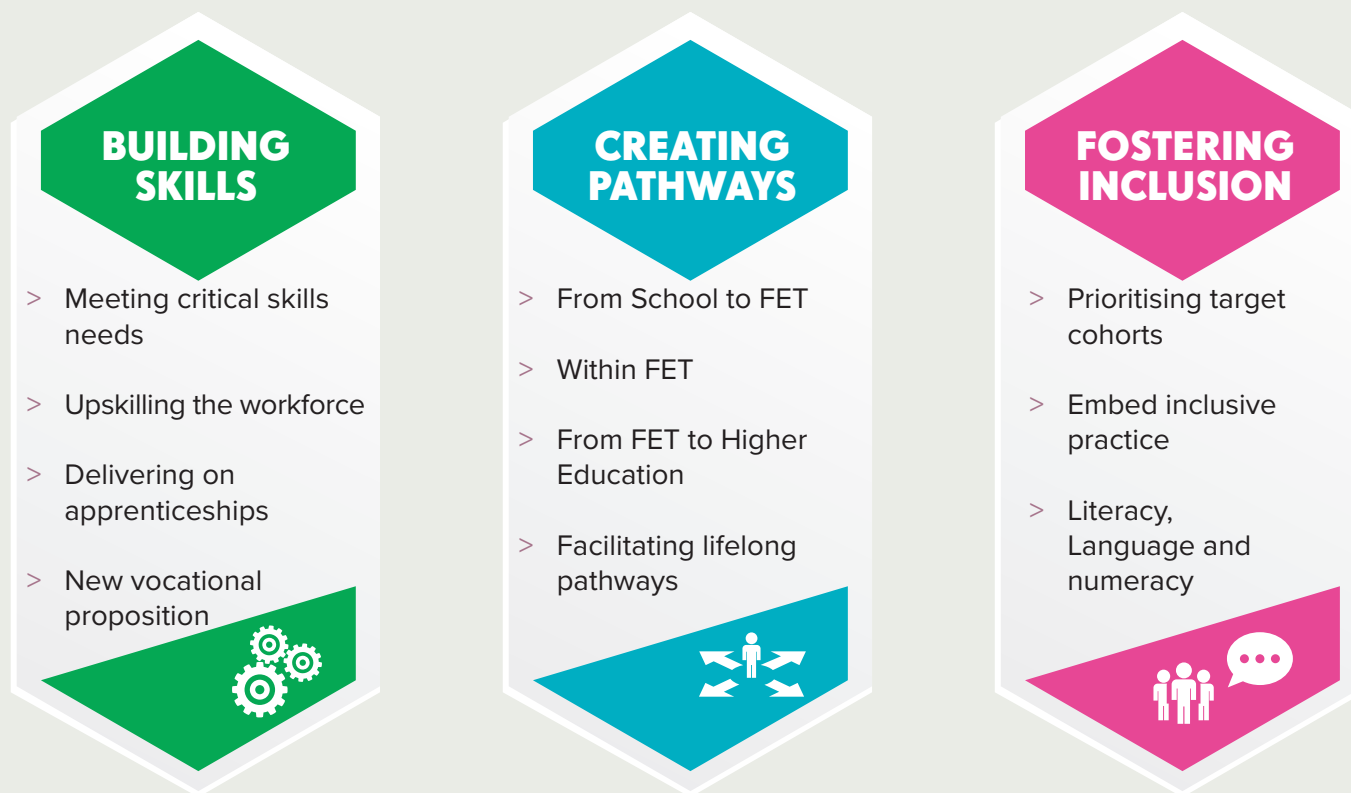 BUILDING
SKILLS
> Meeting critical skills
needs
> Upskilling the workforce
> Delivering on
apprenticeships
> New vocational
proposition
CREATING
PATHWAYS
> From School to FET
> Within FET
> From FET to Higher
Education
> Facilitating lifelong
pathways
FOSTERING
INCLUSION
> Prioritising target
cohorts
> Embed inclusive
practice
> Literacy,
Language and
numeracy